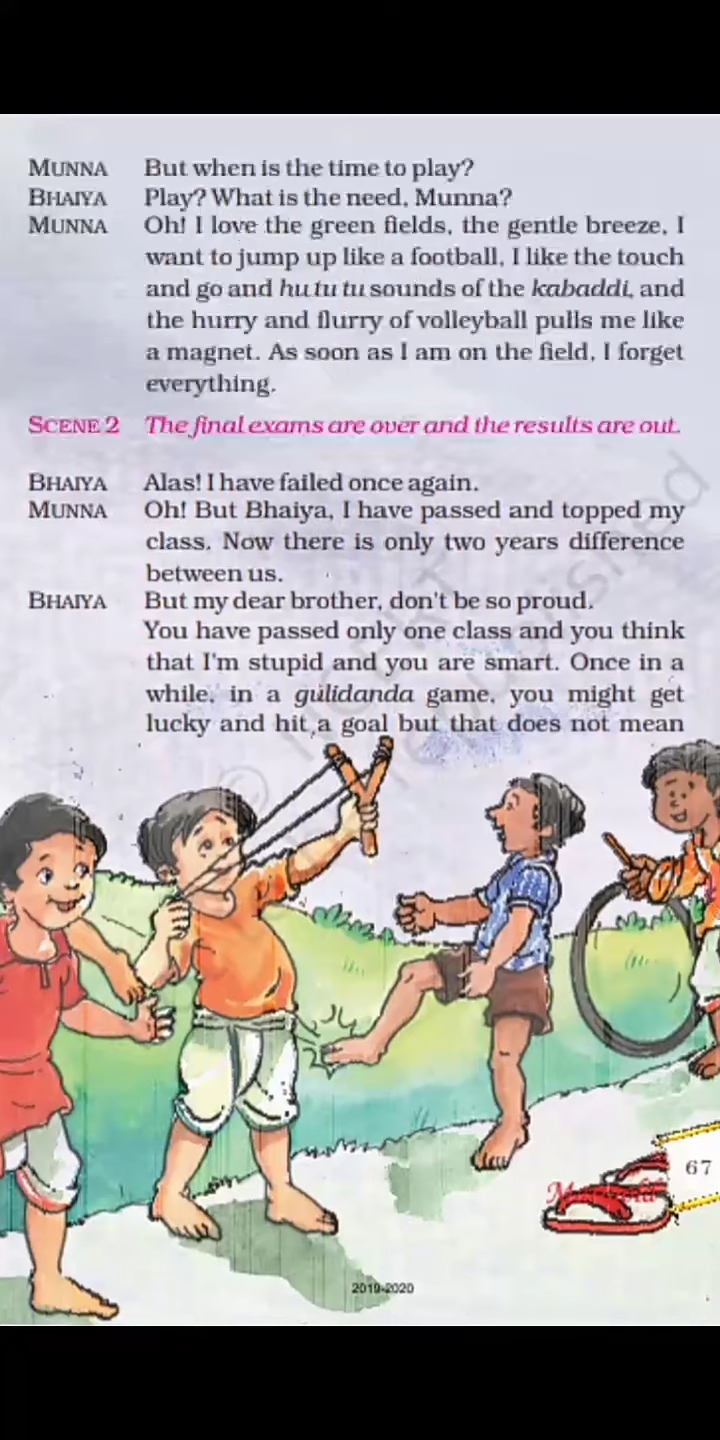 MUNNA But when is the time to play?
BHAIYA Play? What is the need, Munna?
MUNNA Oh! I love the green fields, the gentle breeze, I
want to jump up like a football, I like the touch
and go and hu tu tu sounds of the kabaddi, and
the hurry and flurry of volleyball pulls me like
a magnet. As soon as I am on the field, I forget
everything.
SCENE 2 The final exams are over and the results are out.
BHAIYA Alas! I have failed once again.
MUNNA Oh! But Bhaiya, I have passed and topped my
class. Now there is only two years difference
between us.
BHAIYA But my dear brother, don't be so proud.
You have passed only one class and you think
that I'm stupid and you are smart. Once in a
while, in a gulidanda game, you might get
lucky and hit a goal but that does not mean
67
2019-2020